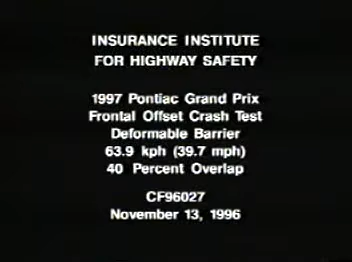 INSURANCE INSTITUTE
FOR HIGHWAY SAFETY
1997 Pontiac Grand Prix
Frontal Offset Crash Test
Deformable Barrier
63.9 kph (39.7 mph)
40 Percent Overlap
CF96027
November 13, 1996